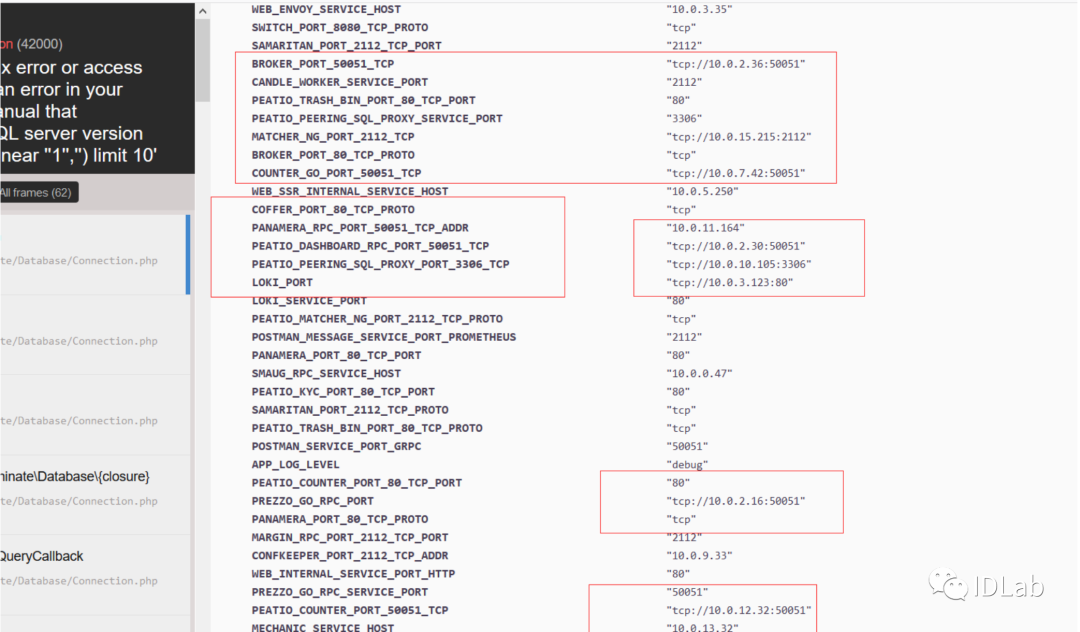 on (42000)
x error or access
an error in your
anual that
QL server version
near "1",") limit 10'
All frames (62)
te/Database/Connection.php
te/Database/Connection.php
te/Database/Connection.php
ninate\Database\{closure}
te/Database/Connection.php
QueryCallback
te/Database/Connection.php
WEB_ENVOY_SERVICE_HOST "10.0.3.35"
SWITCH_PORT_8080_TCP_PROTO "tcp"
SAMARITAN_PORT_2112_TCP_PORT "2112"
BROKER_PORT_50051_TCP "tcp://10.0.2.36:50051"
CANDLE_WORKER_SERVICE_PORT "2112"
PEATIO_TRASH_BIN_PORT_80_TCP_PORT "80"
PEATIO_PEERING_SQL_PROXY_SERVICE_PORT "3306"
MATCHER_NG_PORT_2112_TCP "tcp://10.0.15.215:2112"
BROKER_PORT_80_TCP_PROTO "tcp"
COUNTER_GO_PORT_50051_TCP "tcp://10.0.7.42:50051"
WEB_SSR_INTERNAL_SERVICE_HOST "10.0.5.250"
COFFER_PORT_80_TCP_PROTO "tcp"
PANAMERA_RPC_PORT_50051_TCP_ADDR "10.0.11.164"
PEATIO_DASHBOARD_RPC_PORT_50051_TCP "tcp://10.0.2.30:50051"
PEATIO_PEERING_SQL_PROXY_PORT_3306_TCP "tcp://10.0.10.105:3306"
LOKI_PORT "tcp://10.0.3.123:80"
LOKI_SERVICE_PORT "80"
PEATIO_MATCHER_NG_PORT_2112_TCP_PROTO "tcp"
POSTMAN_MESSAGE_SERVICE_PORT_PROMETHEUS "2112"
PANAMERA_PORT_80_TCP_PORT "80"
SMAUG_RPC_SERVICE_HOST "10.0.0.47"
PEATIO_KYC_PORT_80_TCP_PORT "80"
SAMARITAN_PORT_2112_TCP_PROTO "tcp"
PEATIO_TRASH_BIN_PORT_80_TCP_PROTO "tcp"
POSTMAN_SERVICE_PORT_GRPC "50051"
APP_LOG_LEVEL "debug"
PEATIO_COUNTER_PORT_80_TCP_PORT "80"
PREZZO_GO_RPC_PORT "tcp://10.0.2.16:50051"
PANAMERA_PORT_80_TCP_PROTO "tcp"
MARGIN_RPC_PORT_2112_TCP_PORT "2112"
CONFKEEPER_PORT_2112_TCP_ADDR "10.0.9.33"
WEB_INTERNAL_SERVICE_PORT_HTTP "80"
PREZZO_GO_RPC_SERVICE_PORT "50051"
PEATIO_COUNTER_PORT_50051_TCP "tcp://10.0.12.32:50051"
MECHANIC_SERVICE_HOST "10.0.13.32"
IDLab